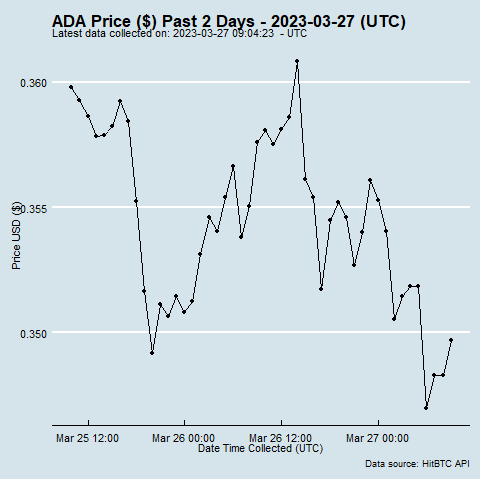 ADA Price ($) Past 2 Days - 2023-03-27 (UTC)
Latest data collected on: 2023-03-27 09:04:23 - UTC
0.360
0.355
0.350
Price USD ($)
Mar 25 12:00
Mar 26 00:00
Mar 26 12:00
Mar 27 00:00
Date Time Collected (UTC)
Data source: HitBTC API